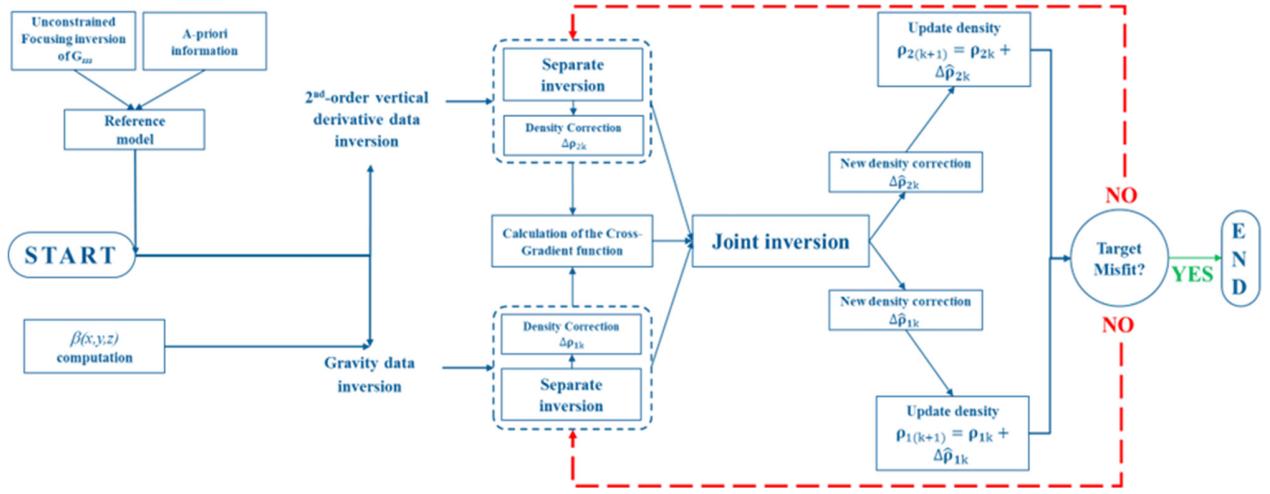 Unconstrained
Focusing inversion
of Gzzz
A-priori
information
Reference
model
START
β(x,y,z)
computation
2nd-order vertical
derivative data
inversion
Gravity data
inversion
Separate
inversion
Density Correction
Δρ2k
Calculation of the Cross-
Gradient function
Density Correction
Δρ1k
Separate
inversion
Joint inversion
Update density
ρ2(k+1) = ρ2k +
Δρ̂2k
New density correction
Δρ̂2k
New density correction
Δρ̂1k
Update density
ρ1(k+1) = ρ1k +
Δρ̂1k
NO
Target
Misfit?
YES
NO
E
N
D